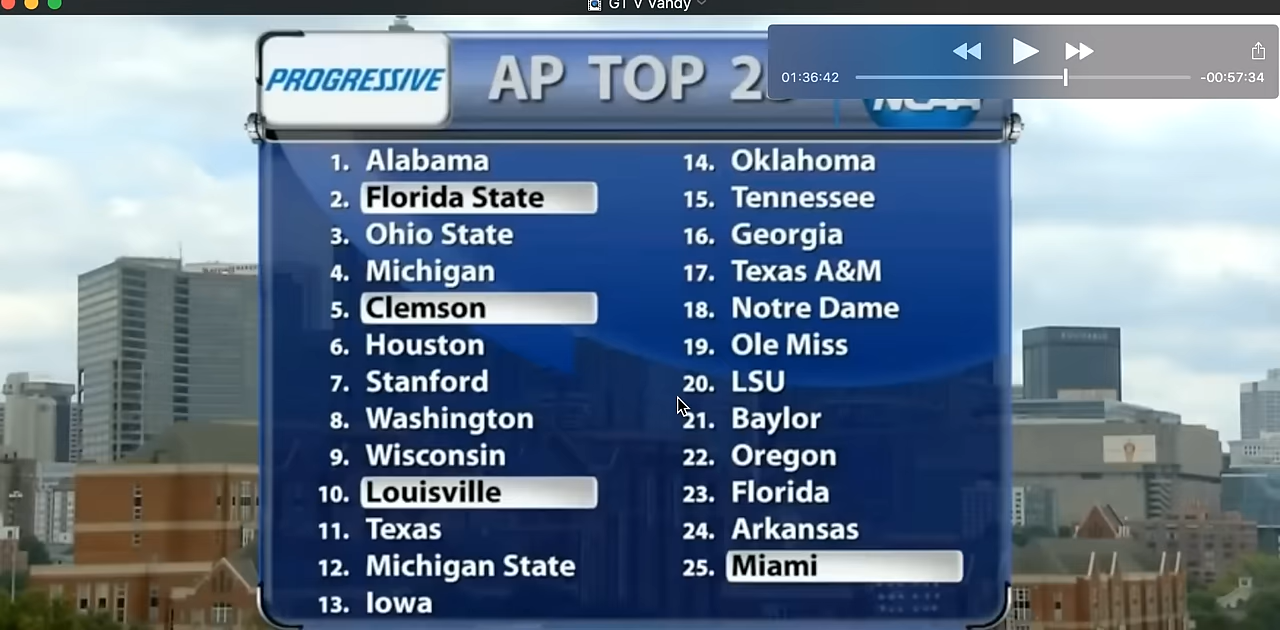 GT V Vandy
PROGRESSIVE
AP TOP 2
NCAA
01:36:42
-00:57:34
1. Alabama
2. Florida State
3. Ohio State
4. Michigan
5. Clemson
6. Houston
7. Stanford
8. Washington
9. Wisconsin
10. Louisville
11. Texas
12. Michigan State
13. Iowa
14. Oklahoma
15. Tennessee
16. Georgia
17. Texas A&M
18. Notre Dame
19. Ole Miss
20. LSU
21. Baylor
22. Oregon
23. Florida
24. Arkansas
25. Miami